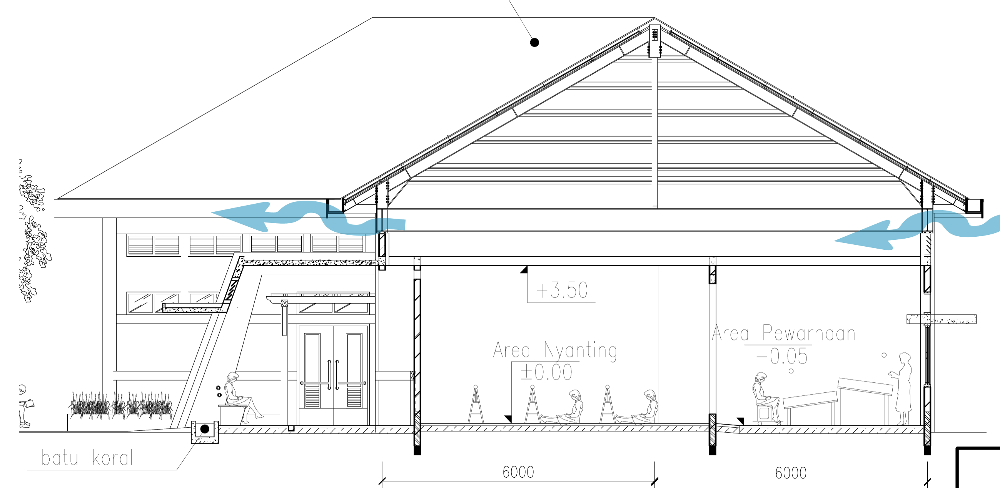 +3.50
Area Pewarnaan
-0.05
Area Nyanting
±0.00
batu koral
6000
6000